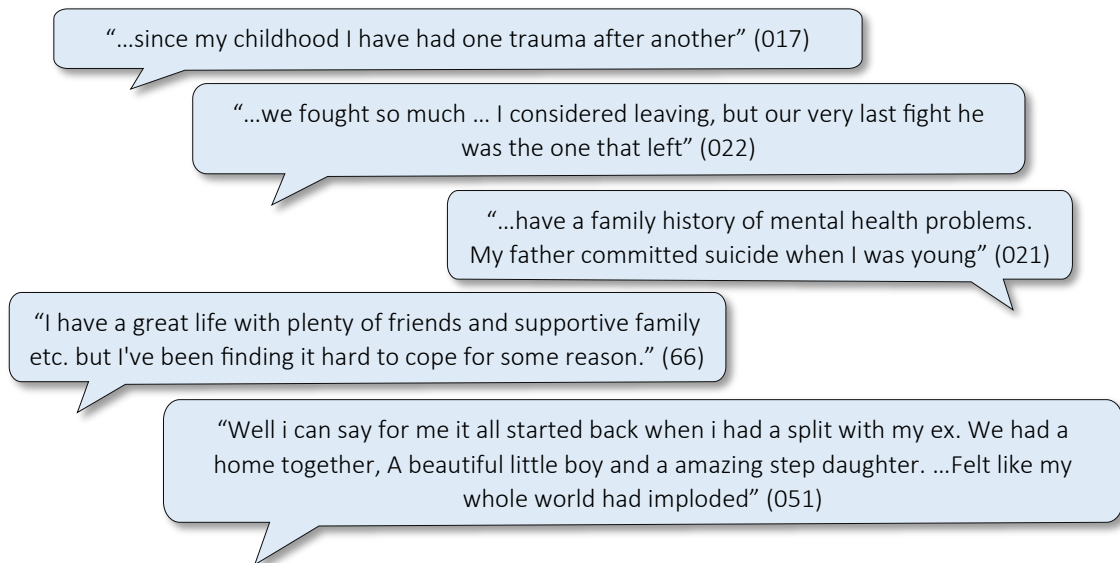 “...since my childhood I have had one trauma after another” (017)
“...we fought so much ... I considered leaving, but our very last fight he
was the one that left” (022)
“...have a family history of mental health problems.
My father committed suicide when I was young” (021)
“I have a great life with plenty of friends and supportive family
etc. but I've been finding it hard to cope for some reason.” (66)
“Well i can say for me it all started back when i had a split with my ex. We had a
home together, A beautiful little boy and a amazing step daughter. ...Felt like my
whole world had imploded” (051)